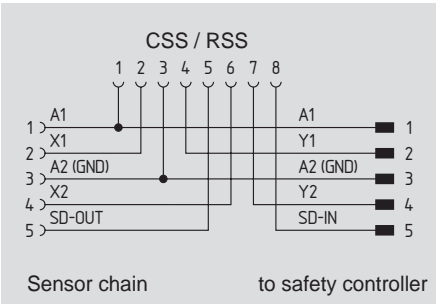 CSS / RSS
1 2 3 4 5 6 7 8
A1 A1
1 1
X1 Y1
2 2
A2 (GND) A2 (GND)
3 3
X2 Y2
4 4
SD-OUT SD-IN
5 5
Sensor chain to safety controller